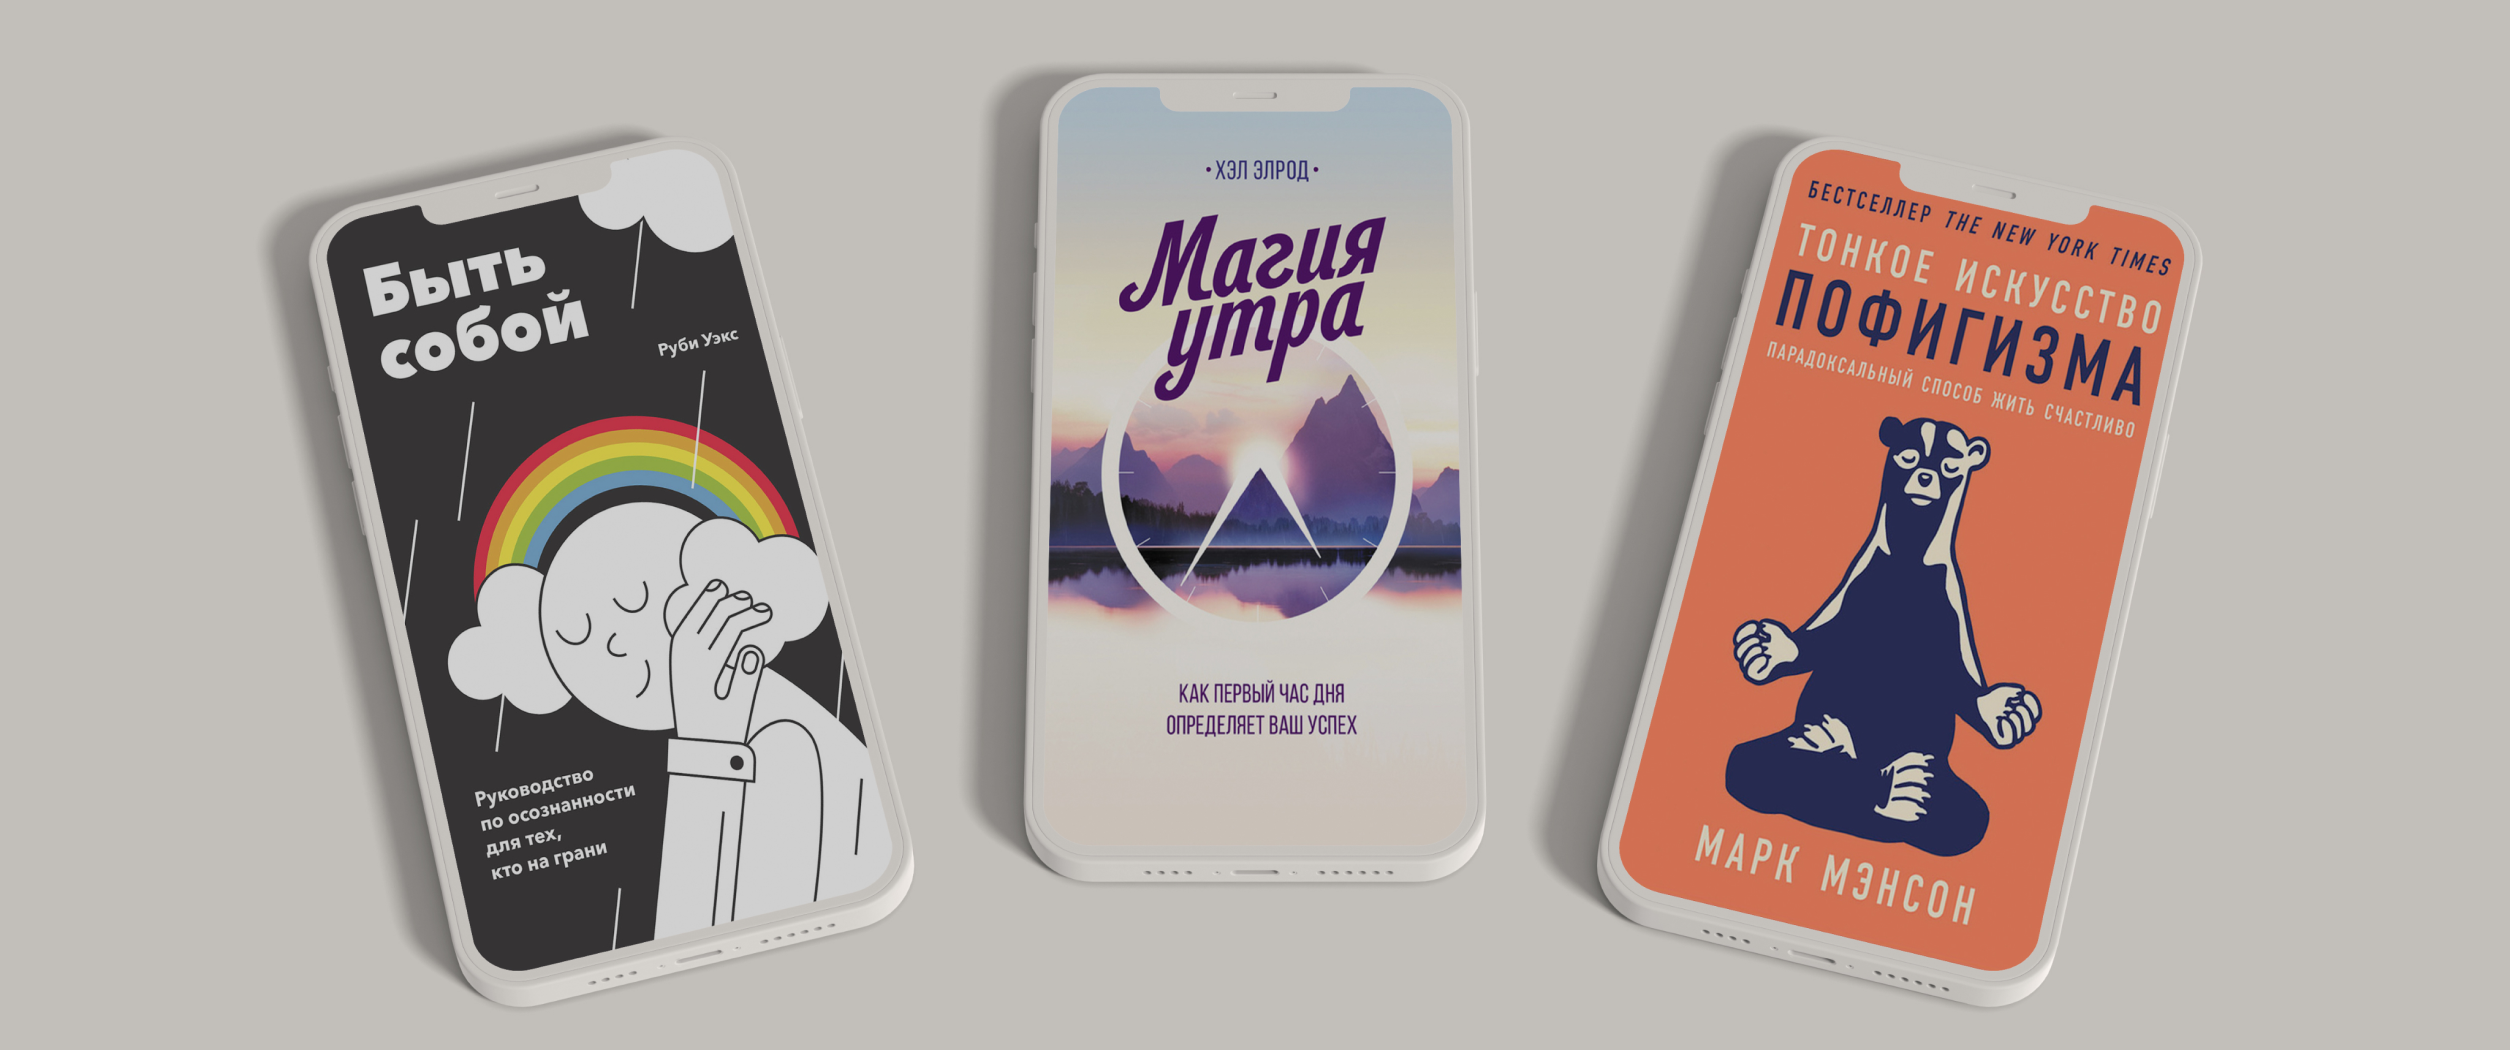 Быть
собой
Руби Уэкс
Руководство
по осознанности
для тех,
кто на грани
• ХЭЛ ЭЛРОД •
Магия
утра
КАК ПЕРВЫЙ ЧАС ДНЯ
ОПРЕДЕЛЯЕТ ВАШ УСПЕХ
БЕСТСЕЛЛЕР THE NEW YORK TIMES
ТОНКОЕ ИСКУССТВО
ПОФИГИЗМА
ПАРАДОКСАЛЬНЫЙ СПОСОБ ЖИТЬ СЧАСТЛИВО
МАРК МЭНСОН